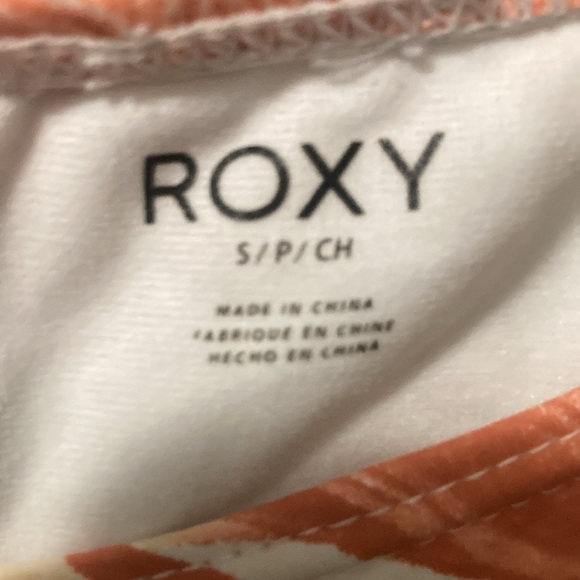 ROXY
S/P/CH
MADE IN CHINA
FABRIQUE EN CHINE
HECHO EN CHINA